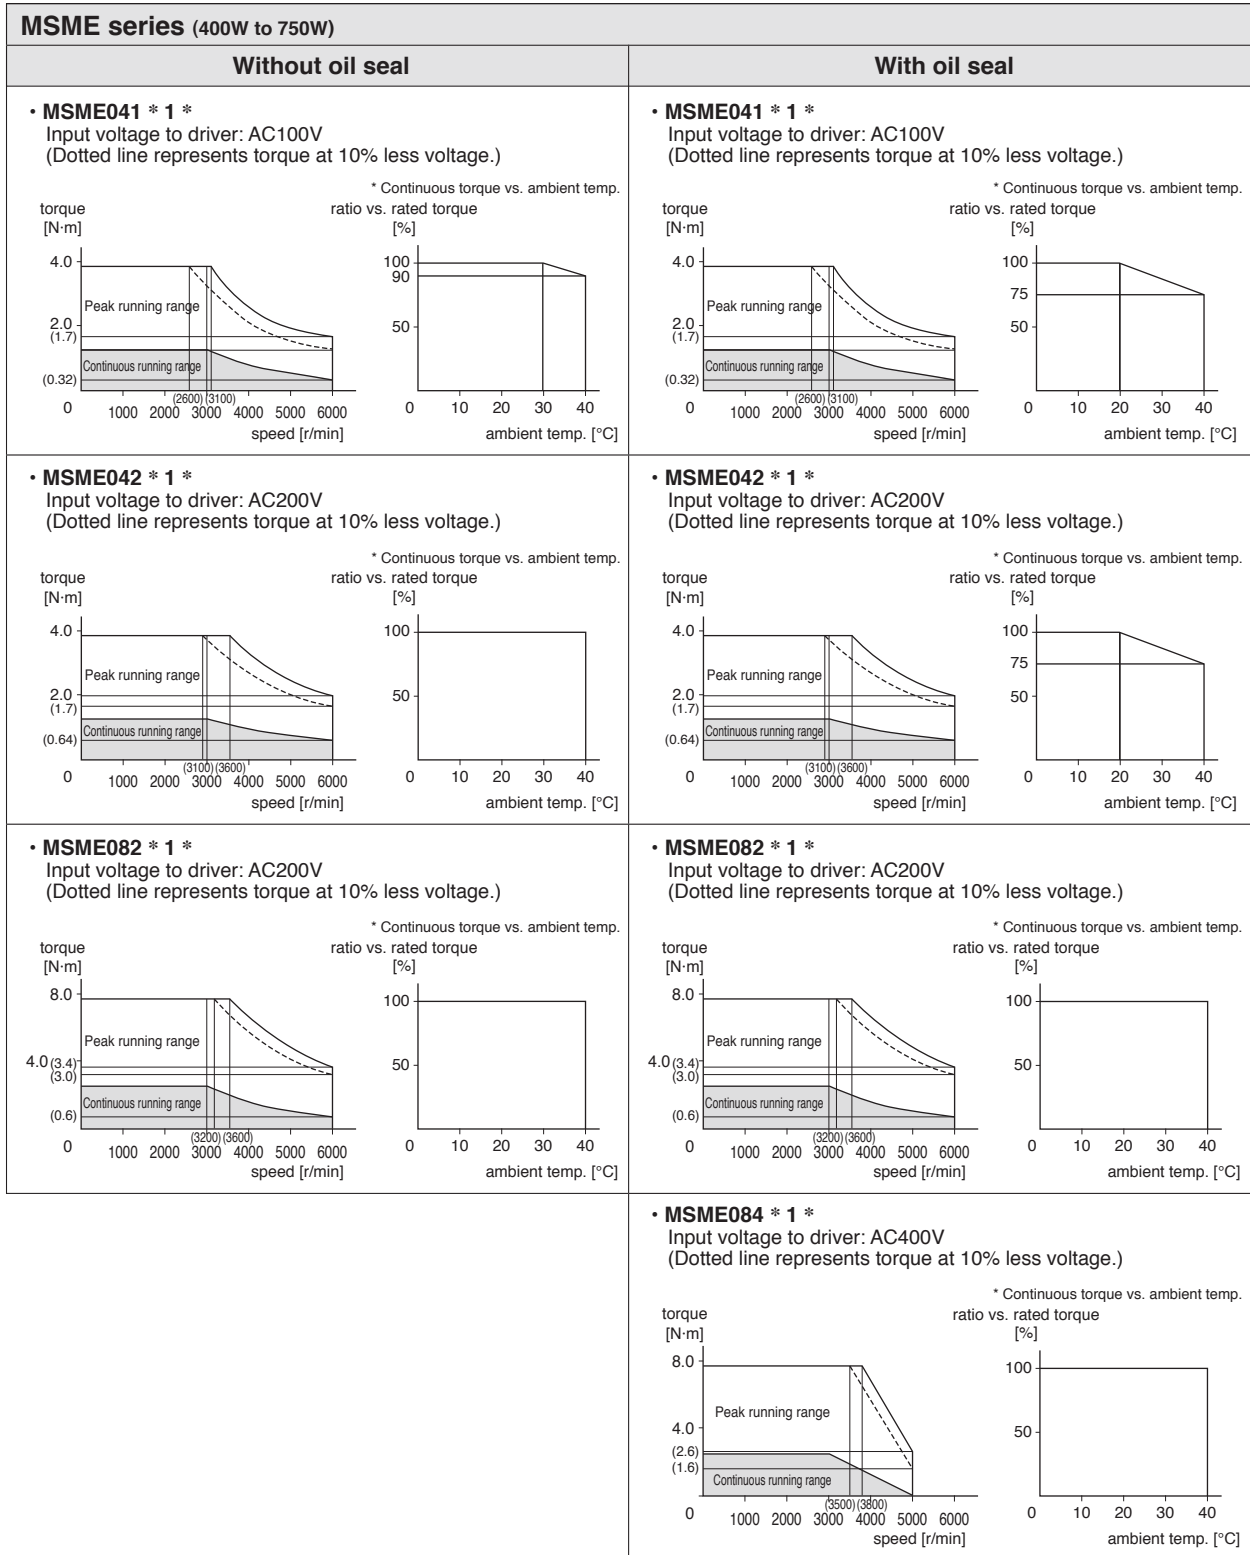 MSME series (400W to 750W)
Without oil seal
With oil seal
• MSME041 * 1 *
Input voltage to driver: AC100V
(Dotted line represents torque at 10% less voltage.)
* Continuous torque vs. ambient temp.
torque
[N·m]
ratio vs. rated torque
[%]
4.0
Peak running range
2.0
(1.7)
Continuous running range
(0.32)
(2600) (3100)
0 1000 2000 3000 4000 5000 6000
speed [r/min]
100
90
50
0 10 20 30 40
ambient temp. [°C]
• MSME041 * 1 *
Input voltage to driver: AC100V
(Dotted line represents torque at 10% less voltage.)
* Continuous torque vs. ambient temp.
torque
[N·m]
ratio vs. rated torque
[%]
4.0
Peak running range
2.0
(1.7)
Continuous running range
(0.32)
(2600) (3100)
0 1000 2000 3000 4000 5000 6000
speed [r/min]
100
75
50
0 10 20 30 40
ambient temp. [°C]
• MSME042 * 1 *
Input voltage to driver: AC200V
(Dotted line represents torque at 10% less voltage.)
* Continuous torque vs. ambient temp.
torque
[N·m]
ratio vs. rated torque
[%]
4.0
Peak running range
2.0
(1.7)
Continuous running range
(0.64)
(3100) (3600)
0 1000 2000 3000 4000 5000 6000
speed [r/min]
100
50
0 10 20 30 40
ambient temp. [°C]
• MSME042 * 1 *
Input voltage to driver: AC200V
(Dotted line represents torque at 10% less voltage.)
* Continuous torque vs. ambient temp.
torque
[N·m]
ratio vs. rated torque
[%]
4.0
Peak running range
2.0
(1.7)
Continuous running range
(0.64)
(3100) (3600)
0 1000 2000 3000 4000 5000 6000
speed [r/min]
100
75
50
0 10 20 30 40
ambient temp. [°C]
• MSME082 * 1 *
Input voltage to driver: AC200V
(Dotted line represents torque at 10% less voltage.)
* Continuous torque vs. ambient temp.
torque
[N·m]
ratio vs. rated torque
[%]
8.0
Peak running range
4.0 (3.4)
(3.0)
Continuous running range
(0.6)
(3200) (3600)
0 1000 2000 3000 4000 5000 6000
speed [r/min]
100
50
0 10 20 30 40
ambient temp. [°C]
• MSME082 * 1 *
Input voltage to driver: AC200V
(Dotted line represents torque at 10% less voltage.)
* Continuous torque vs. ambient temp.
torque
[N·m]
ratio vs. rated torque
[%]
8.0
Peak running range
4.0 (3.4)
(3.0)
Continuous running range
(0.6)
(3200) (3600)
0 1000 2000 3000 4000 5000 6000
speed [r/min]
100
50
0 10 20 30 40
ambient temp. [°C]
• MSME084 * 1 *
Input voltage to driver: AC400V
(Dotted line represents torque at 10% less voltage.)
* Continuous torque vs. ambient temp.
torque
[N·m]
ratio vs. rated torque
[%]
8.0
Peak running range
4.0
(2.6)
(1.6)
Continuous running range
(3500) (3800)
0 1000 2000 3000 4000 5000 6000
speed [r/min]
100
50
0 10 20 30 40
ambient temp. [°C]